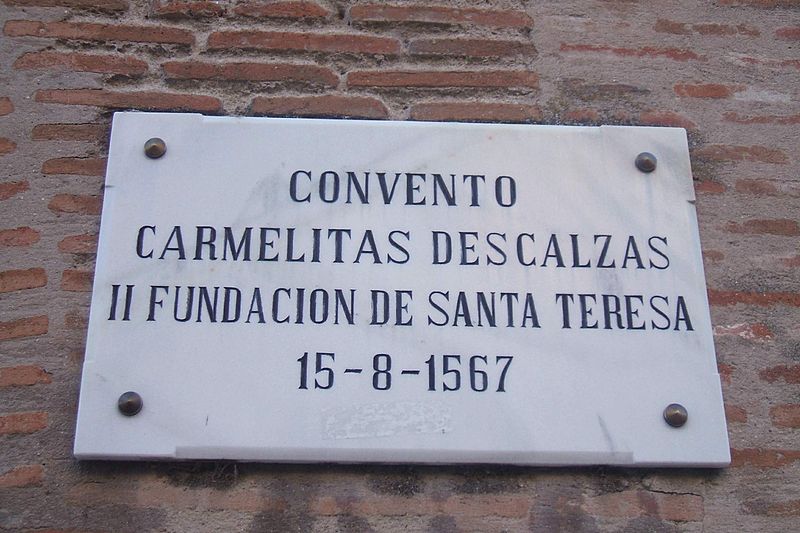 CONVENTO
CARMELITAS DESCALZAS
II FUNDACION DE SANTA TERESA
15-8-1567